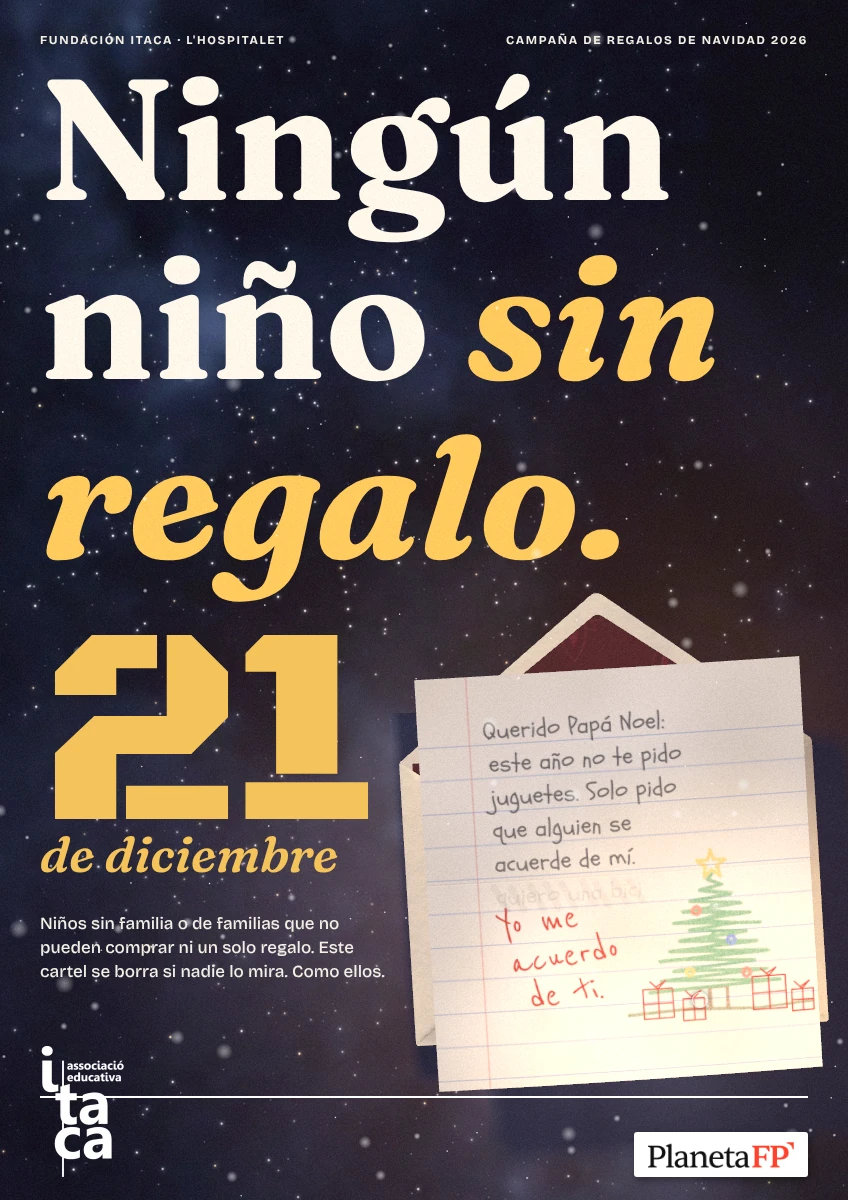 FUNDACIÓN ITACA · L'HOSPITALET
CAMPAÑA DE REGALOS DE NAVIDAD 2026
Ningún
niño sin
regalo.
21
de diciembre
Querido Papá Noel:
este año no te pido
juguetes. Solo pido
que alguien se
acuerde de mí.
quiero una bici
Yo me
acuerdo
de ti.
Niños sin familia o de familias que no
pueden comprar ni un solo regalo. Este
cartel se borra si nadie lo mira. Como ellos.
associació
educativa
itaca
PlanetaFP